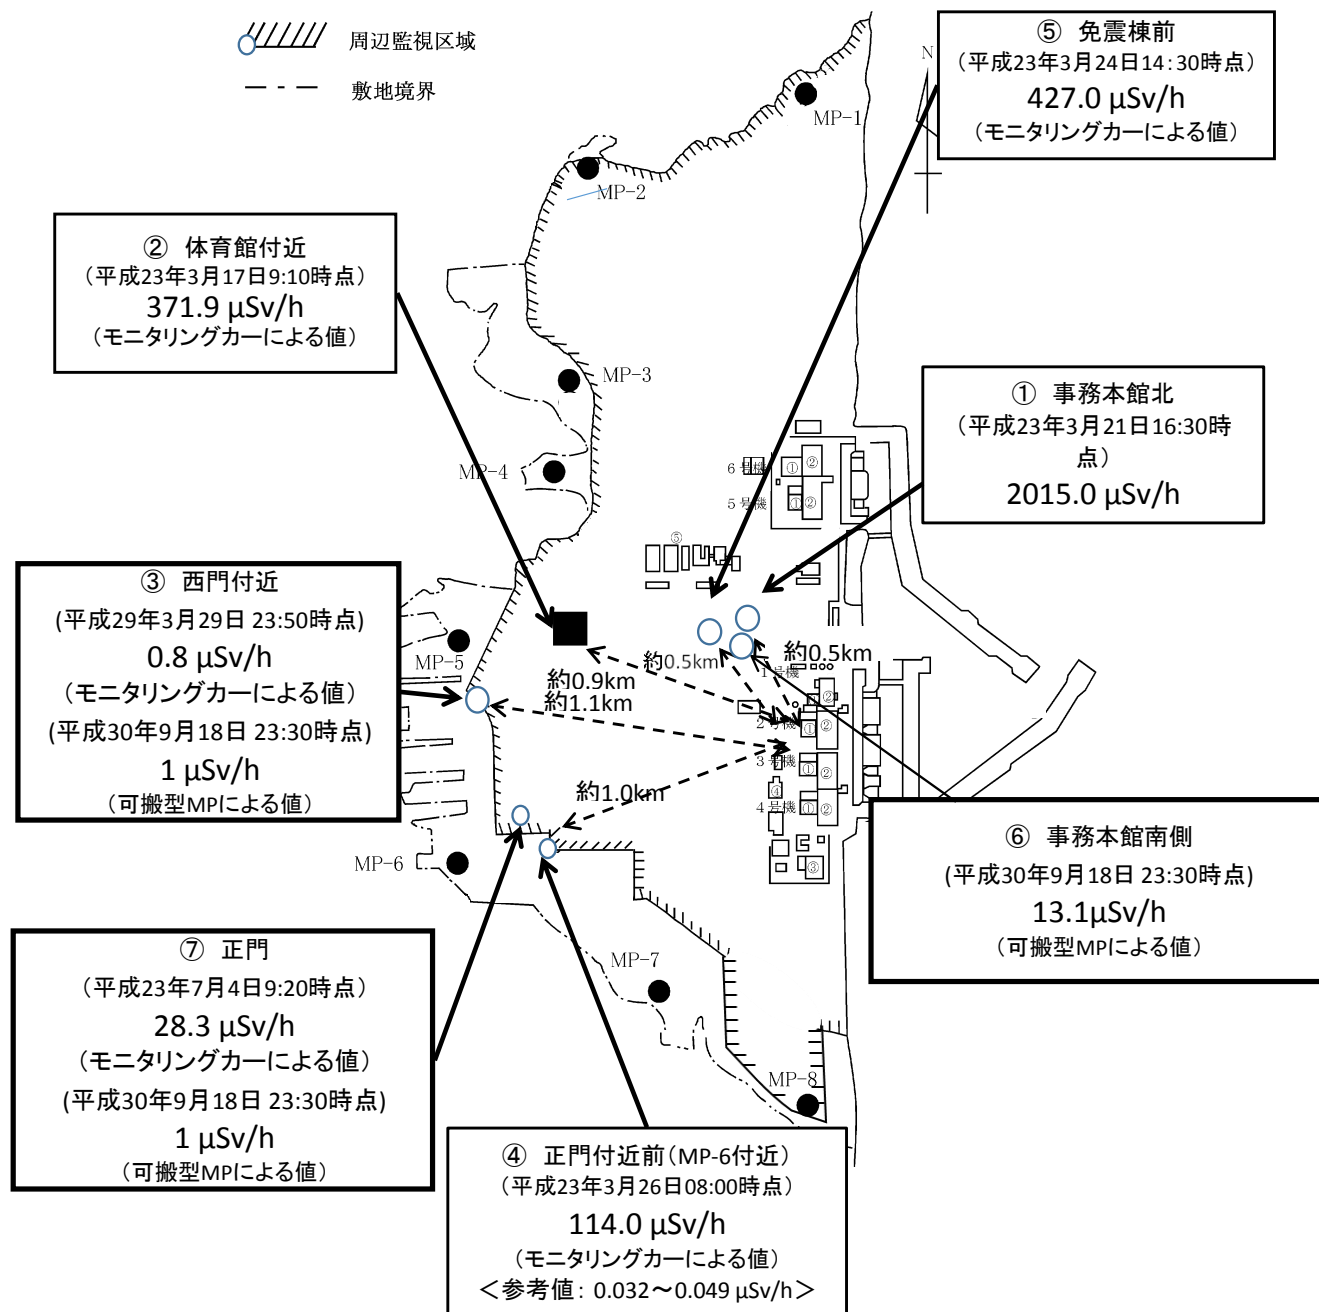 周辺監視区域
敷地境界
⑤ 免震棟前
(平成23年3月24日14:30時点)
427.0 μSv/h
(モニタリングカーによる値)
N
MP-1
MP-2
② 体育館付近
(平成23年3月17日9:10時点)
371.9 μSv/h
(モニタリングカーによる値)
MP-3
① 事務本館北
(平成23年3月21日16:30時
点)
2015.0 μSv/h
MP-4
6号機
① ②
5号機
① ②
⑤
③ 西門付近
(平成29年3月29日 23:50時点)
0.8 μSv/h
(モニタリングカーによる値)
(平成30年9月18日 23:30時点)
1 μSv/h
(可搬型MPによる値)
MP-5
約0.5km
約0.5km
1号機
②
約0.9km
約1.1km
2号機
① ②
3号機
① ②
約1.0km
④
4号機
① ②
③
MP-6
⑥ 事務本館南側
(平成30年9月18日 23:30時点)
13.1μSv/h
(可搬型MPによる値)
⑦ 正門
(平成23年7月4日9:20時点)
28.3 μSv/h
(モニタリングカーによる値)
(平成30年9月18日 23:30時点)
1 μSv/h
(可搬型MPによる値)
MP-7
MP-8
④ 正門付近前(MP-6付近)
(平成23年3月26日08:00時点)
114.0 μSv/h
(モニタリングカーによる値)
<参考値: 0.032～0.049 μSv/h>